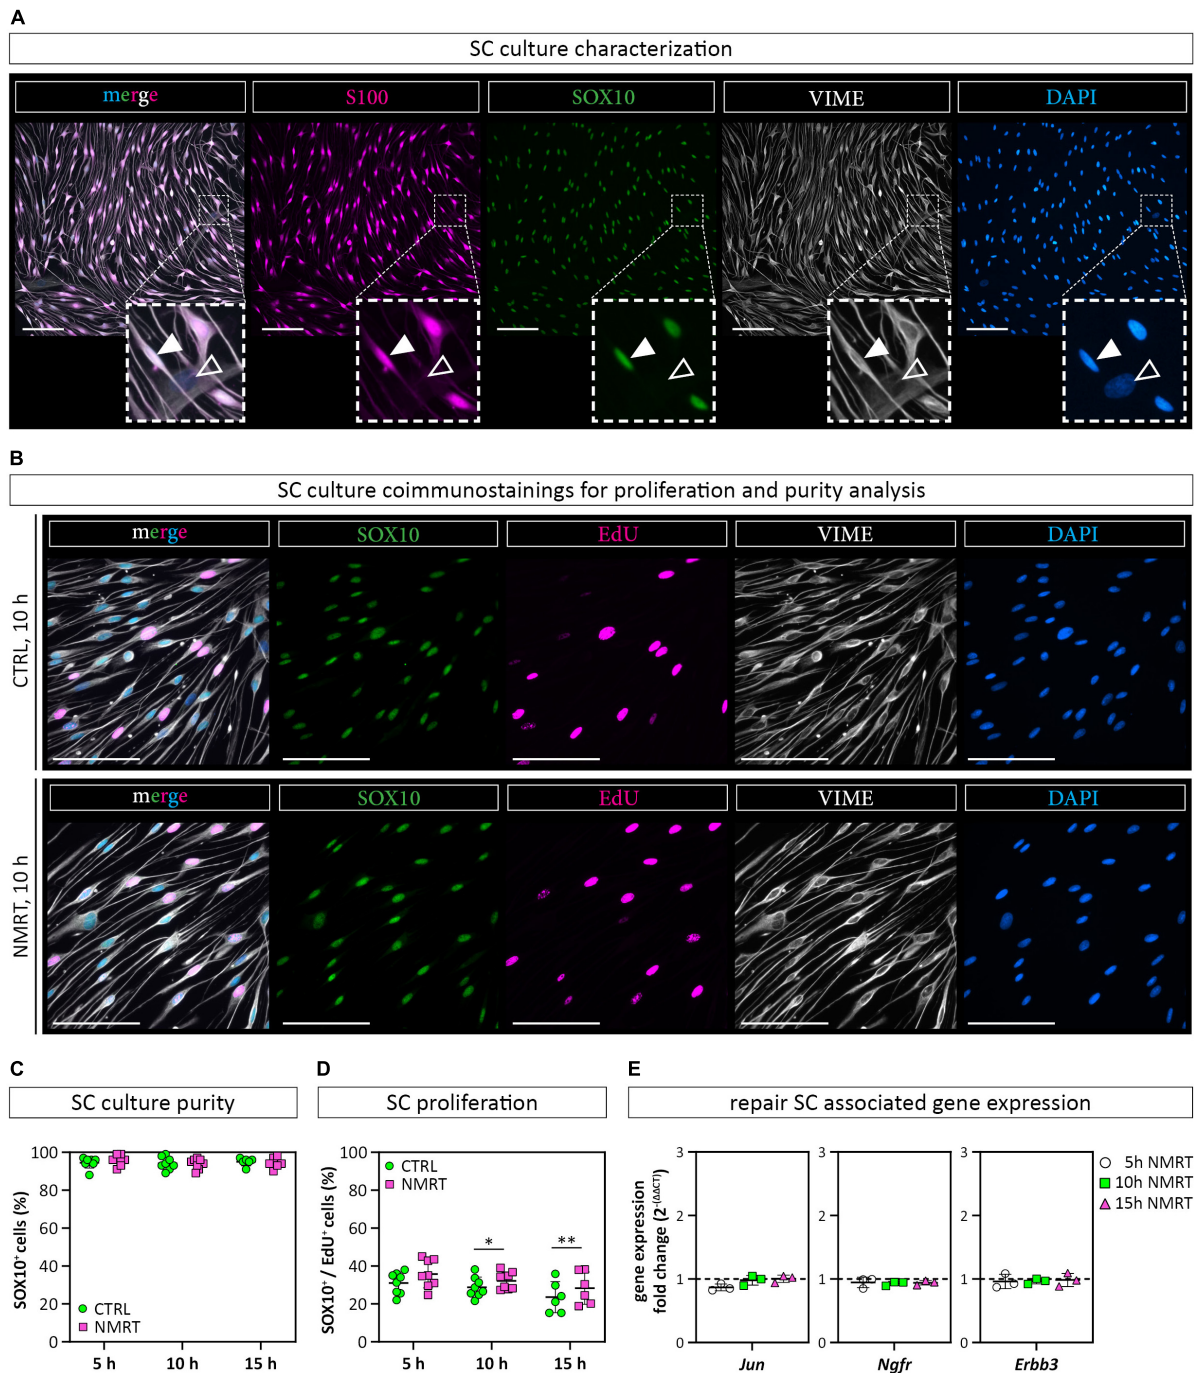 A
SC culture characterization
merge S100 SOX10 VIME DAPI
B
SC culture coimmunostainings for proliferation and purity analysis
CTRL, 10 h
merge SOX10 EdU VIME DAPI
NMRT, 10 h
merge SOX10 EdU VIME DAPI
C
SC culture purity
SOX10⁺ cells (%)
100
80
60
40
20
0
CTRL
NMRT
5 h 10 h 15 h
D
SC proliferation
SOX10⁺ / EdU⁺ cells (%)
100
80
60
40
20
0
CTRL
NMRT
*
**
5 h 10 h 15 h
E
repair SC associated gene expression
gene expression
fold change (2^-(ΔΔCT))
3
2
1
0
Jun
3
2
1
0
Ngfr
3
2
1
0
Erbb3
5h NMRT
10h NMRT
15h NMRT